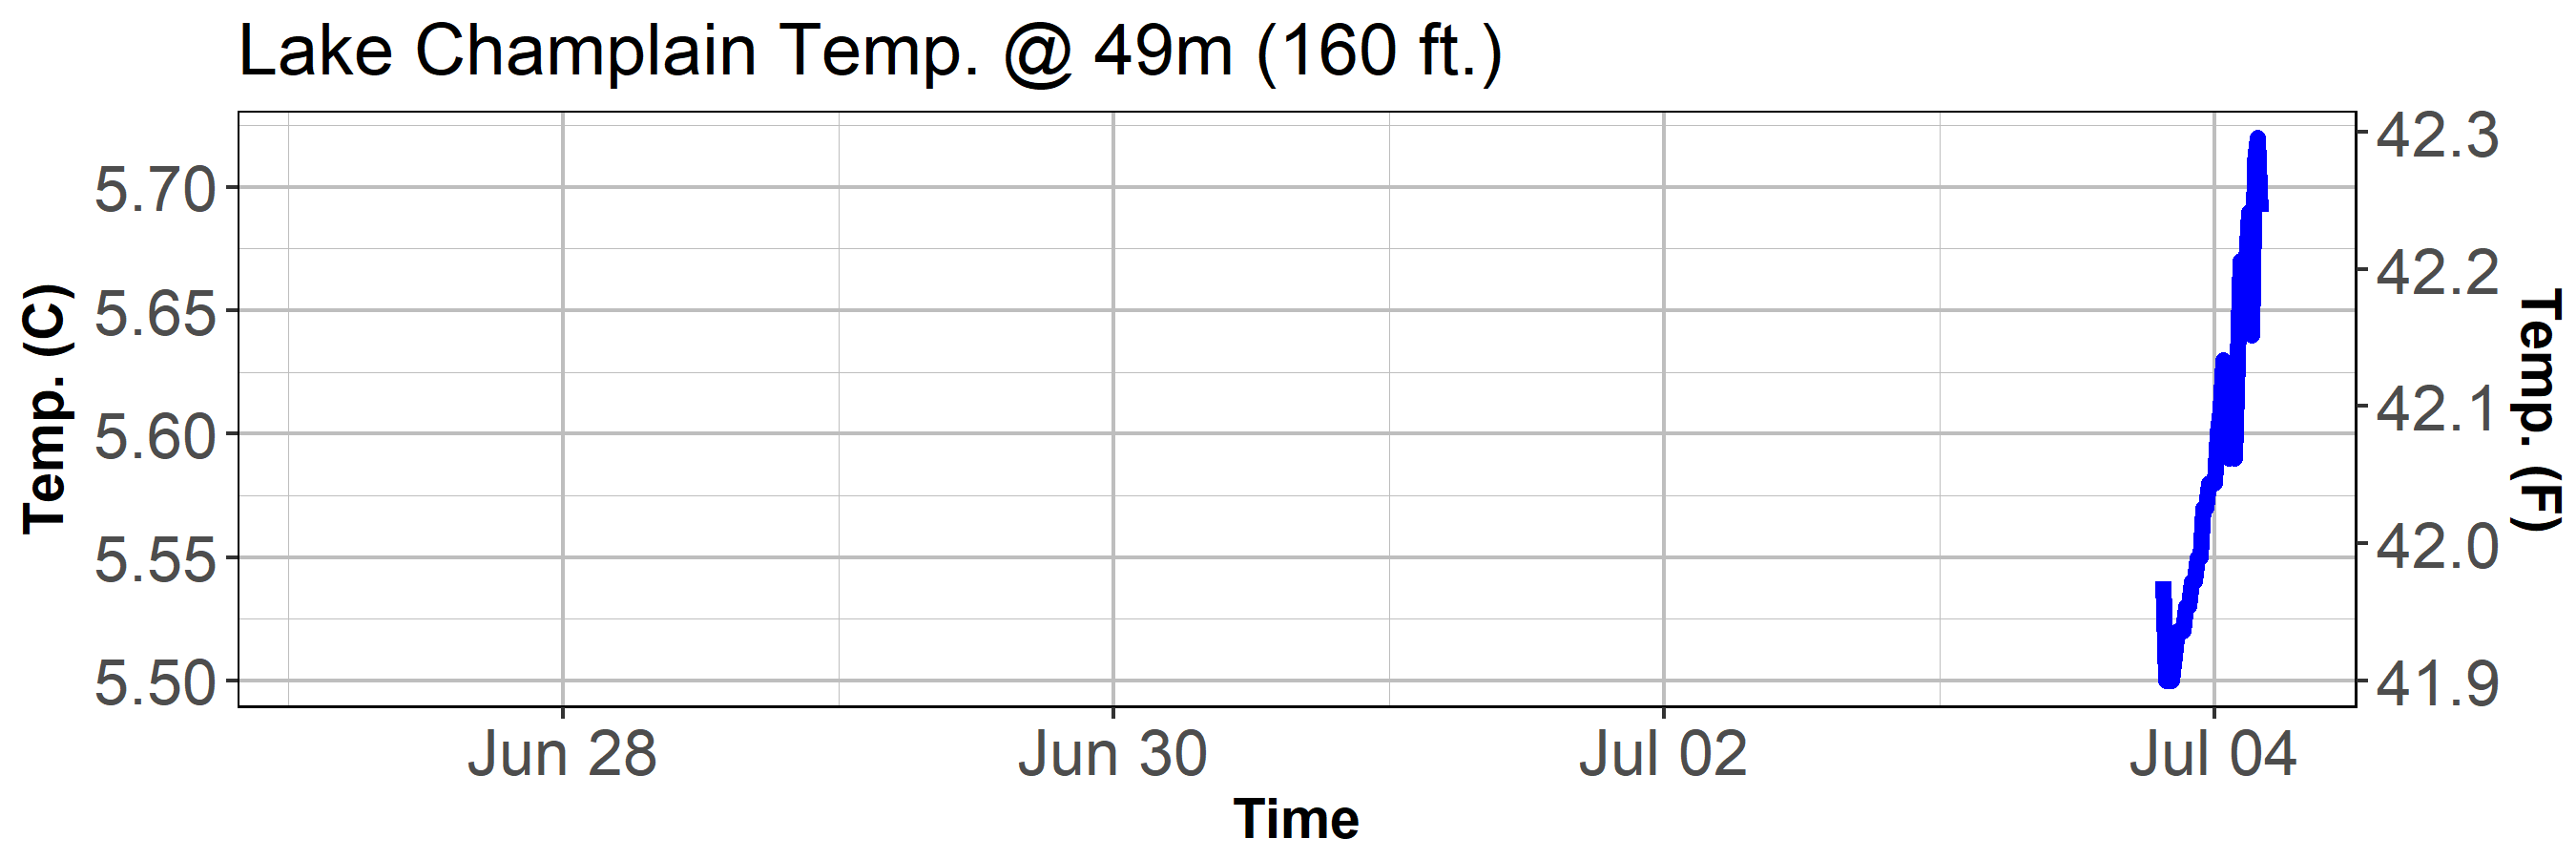 Lake Champlain Temp. @ 49m (160 ft.)
Temp. (C)
5.70
5.65
5.60
5.55
5.50
42.3
42.2
42.1
42.0
41.9
Temp. (F)
Jun 28
Jun 30
Jul 02
Jul 04
Time